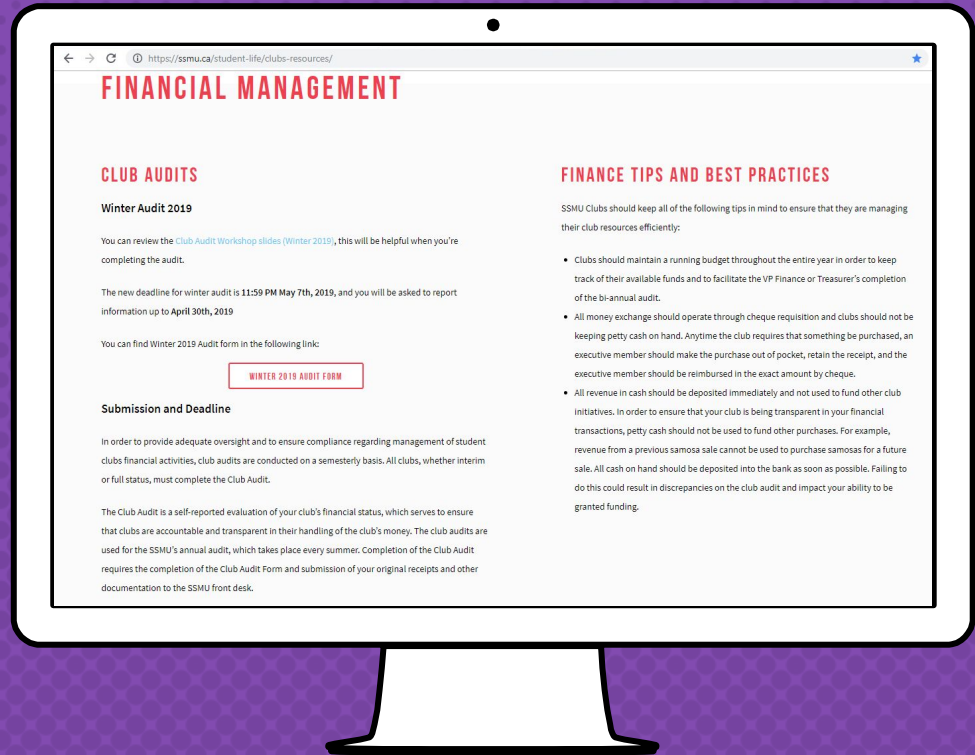 https://ssmu.ca/student-life/clubs-resources/
FINANCIAL MANAGEMENT
CLUB AUDITS
Winter Audit 2019
You can review the Club Audit Workshop slides (Winter 2019), this will be helpful when you're
completing the audit.
The new deadline for winter audit is 11:59 PM May 7th, 2019, and you will be asked to report
information up to April 30th, 2019
You can find Winter 2019 Audit form in the following link:
WINTER 2019 AUDIT FORM
Submission and Deadline
In order to provide adequate oversight and to ensure compliance regarding management of student
clubs financial activities, club audits are conducted on a semesterly basis. All clubs, whether interim
or full status, must complete the Club Audit.
The Club Audit is a self-reported evaluation of your club's financial status, which serves to ensure
that clubs are accountable and transparent in their handling of the club's money. The club audits are
used for the SSMU's annual audit, which takes place every summer. Completion of the Club Audit
requires the completion of the Club Audit Form and submission of your original receipts and other
documentation to the SSMU front desk.
FINANCE TIPS AND BEST PRACTICES
SSMU Clubs should keep all of the following tips in mind to ensure that they are managing
their club resources efficiently:
• Clubs should maintain a running budget throughout the entire year in order to keep
track of their available funds and to facilitate the VP Finance or Treasurer's completion
of the bi-annual audit.
• All money exchange should operate through cheque requisition and clubs should not be
keeping petty cash on hand. Anytime the club requires that something be purchased, an
executive member should make the purchase out of pocket, retain the receipt, and the
executive member should be reimbursed in the exact amount by cheque.
• All revenue in cash should be deposited immediately and not used to fund other club
initiatives. In order to ensure that your club is being transparent in your financial
transactions, petty cash should not be used to fund other purchases. For example,
revenue from a previous samosa sale cannot be used to purchase samosas for a future
sale. All cash on hand should be deposited into the bank as soon as possible. Failing to
do this could result in discrepancies on the club audit and impact your ability to be
granted funding.